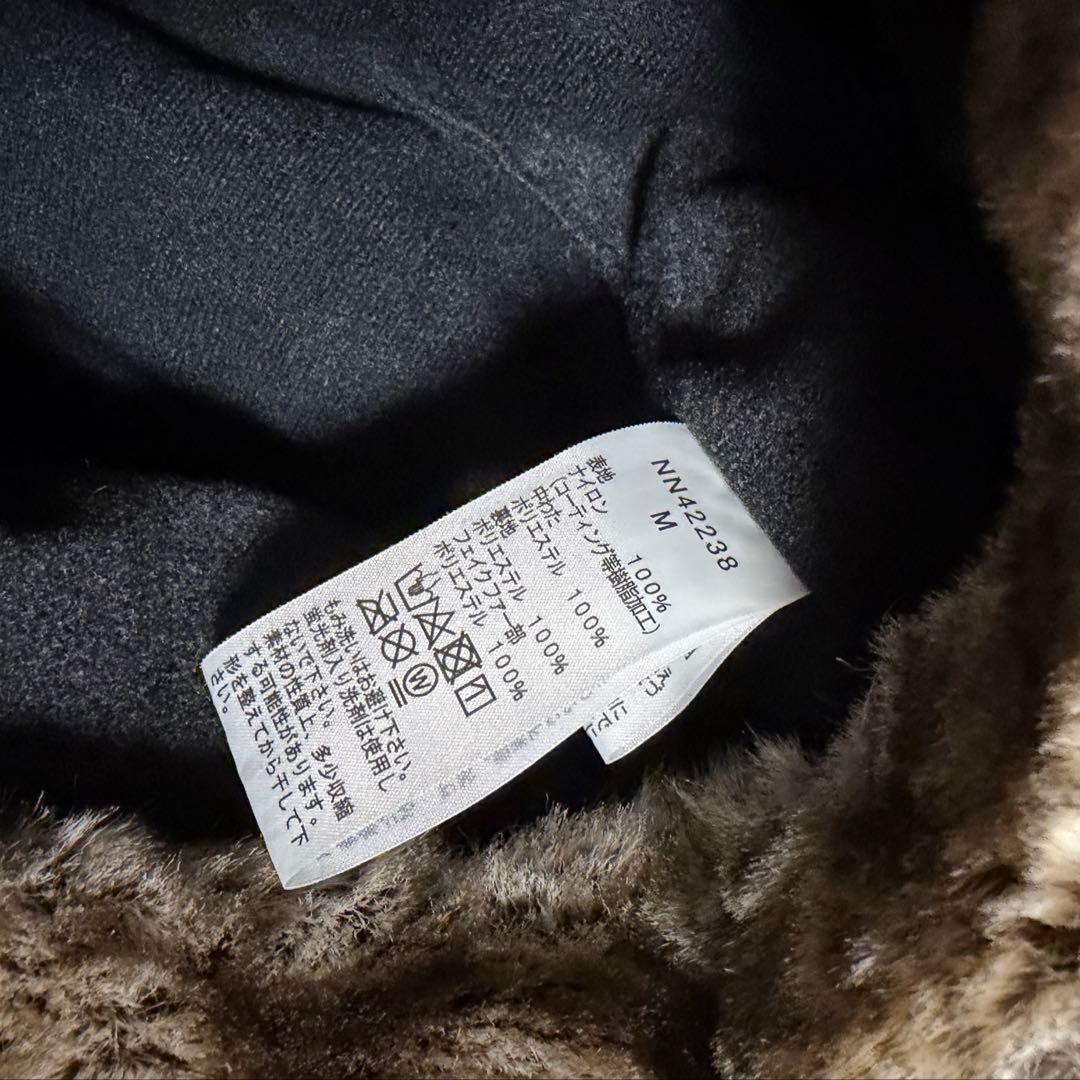 NN42238
M
表地
ナイロン 100%
(コーディング等樹脂加工)
中わた
ポリエステル 100%
裏地
ポリエステル 100%
フェイクファー部
ポリエステル 100%
W
もみ洗いはお避け下さい。
蛍光剤入り洗剤は使用し
ないで下さい。
素材の性質上、多少収縮
する可能性があります。
形を整えてから干して下
さい。